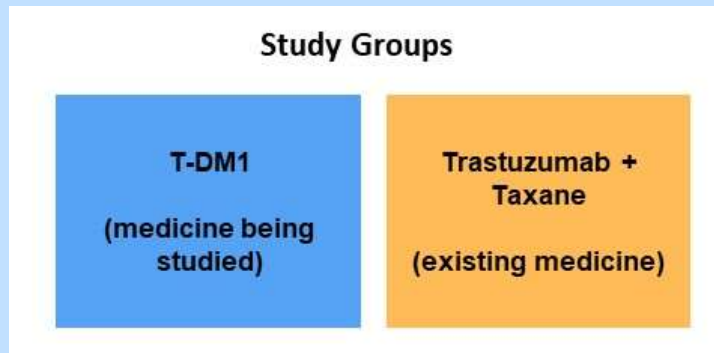 Study Groups
T-DM1
(medicine being
studied)
Trastuzumab +
Taxane
(existing medicine)